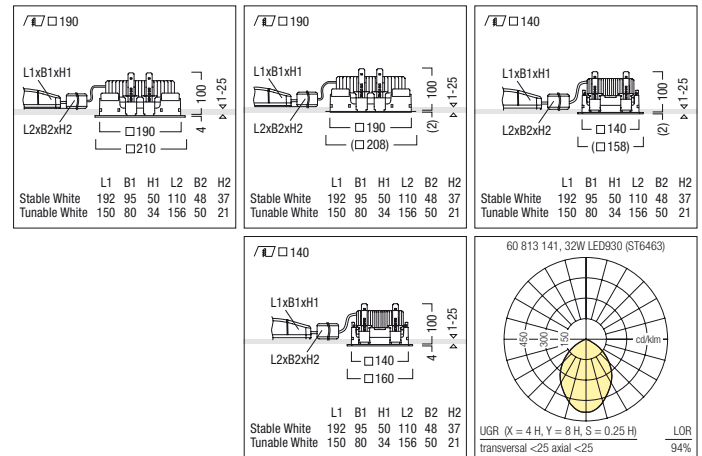 □190
L1xB1xH1
L2xB2xH2
100
1-25
□190
□210
4
L1 B1 H1 L2 B2 H2
Stable White 192 95 50 110 48 37
Tunable White 150 80 34 156 50 21
□190
L1xB1xH1
L2xB2xH2
100
1-25
□190
(□208)
(2)
L1 B1 H1 L2 B2 H2
Stable White 192 95 50 110 48 37
Tunable White 150 80 34 156 50 21
□140
L1xB1xH1
L2xB2xH2
100
1-25
□140
(□158)
(2)
L1 B1 H1 L2 B2 H2
Stable White 192 95 50 110 48 37
Tunable White 150 80 34 156 50 21
□140
L1xB1xH1
L2xB2xH2
100
1-25
□140
□160
4
L1 B1 H1 L2 B2 H2
Stable White 192 95 50 110 48 37
Tunable White 150 80 34 156 50 21
60 813 141, 32W LED930 (ST6463)
450 300 150 cd/klm
UGR (X = 4 H, Y = 8 H, S = 0.25 H) LOR
transversal <25 axial <25 94%